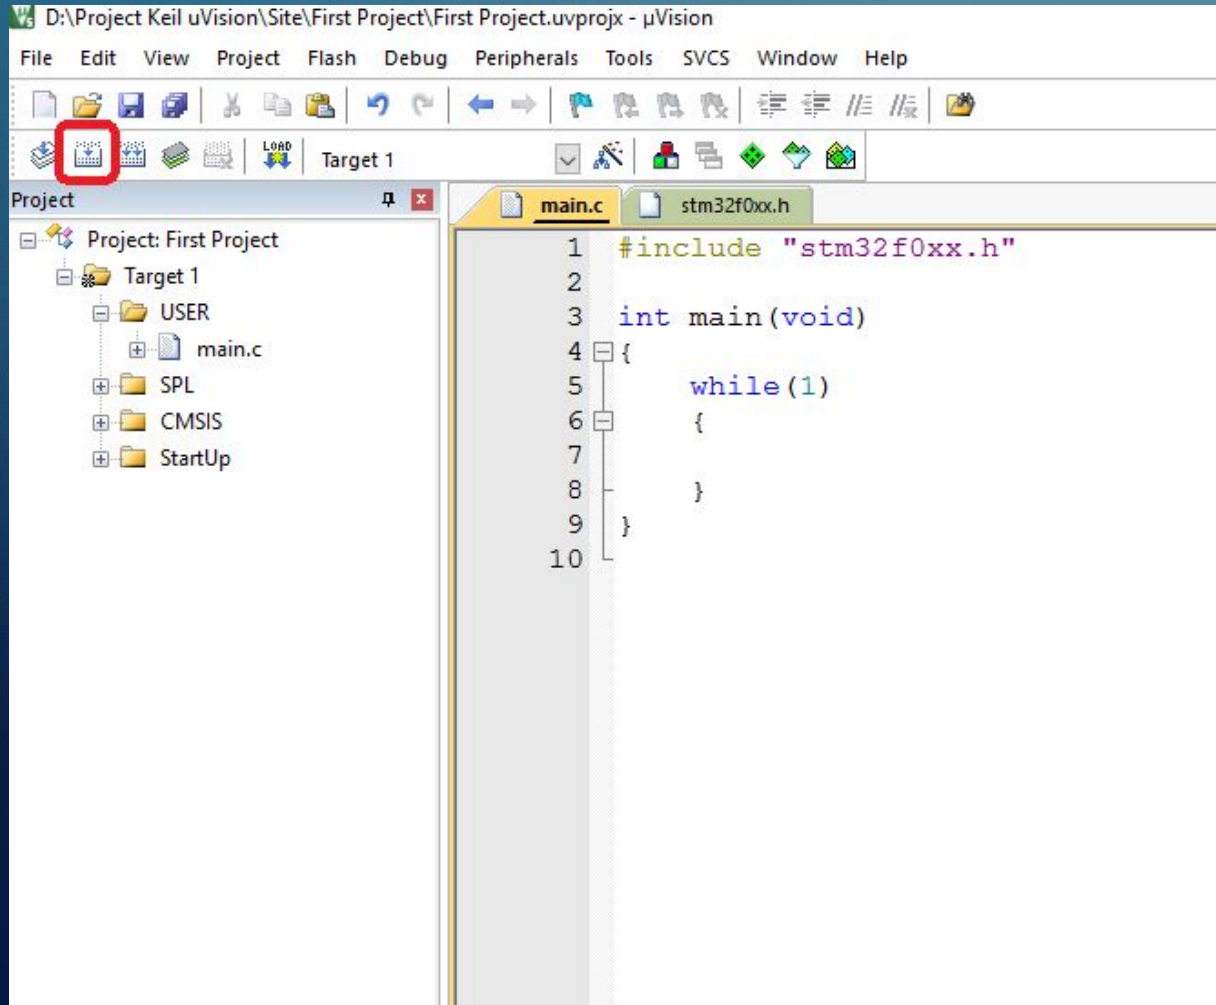 D:\Project Keil uVision\Site\First Project\First Project.uvprojx - µVision
File Edit View Project Flash Debug Peripherals Tools SVCS Window Help
LOAD
Target 1
Project
main.c stm32f0xx.h
Project: First Project
Target 1
USER
main.c
SPL
CMSIS
StartUp
1 #include "stm32f0xx.h"
2
3 int main(void)
4 {
5 while(1)
6 {
7
8 }
9 }
10